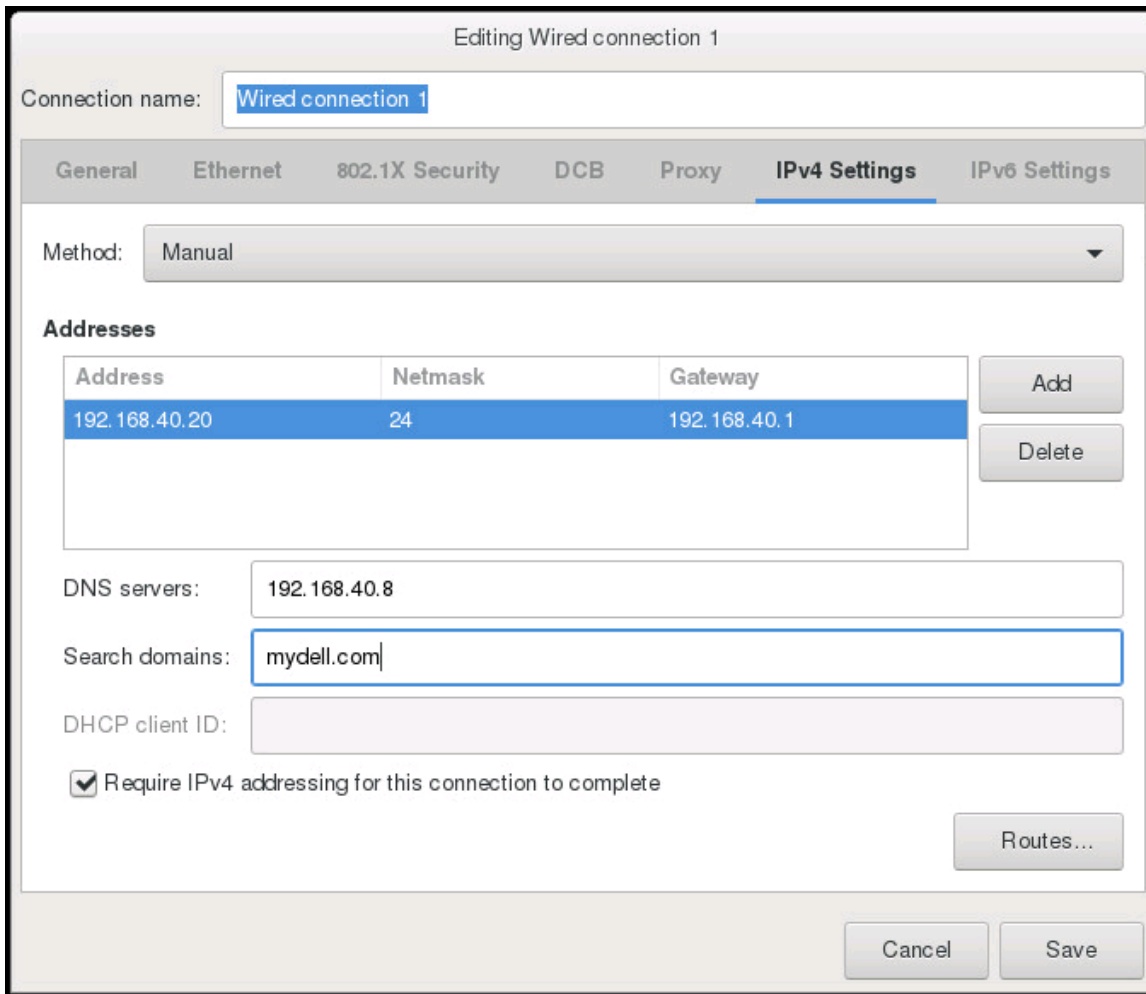 Editing Wired connection 1
Connection name: Wired connection 1
General Ethernet 802.1X Security DCB Proxy IPv4 Settings IPv6 Settings
Method: Manual
Addresses
Address Netmask Gateway
Add
192.168.40.20 24 192.168.40.1
Delete
DNS servers: 192.168.40.8
Search domains: mydell.com
DHCP client ID:
Require IPv4 addressing for this connection to complete
Routes...
Cancel Save